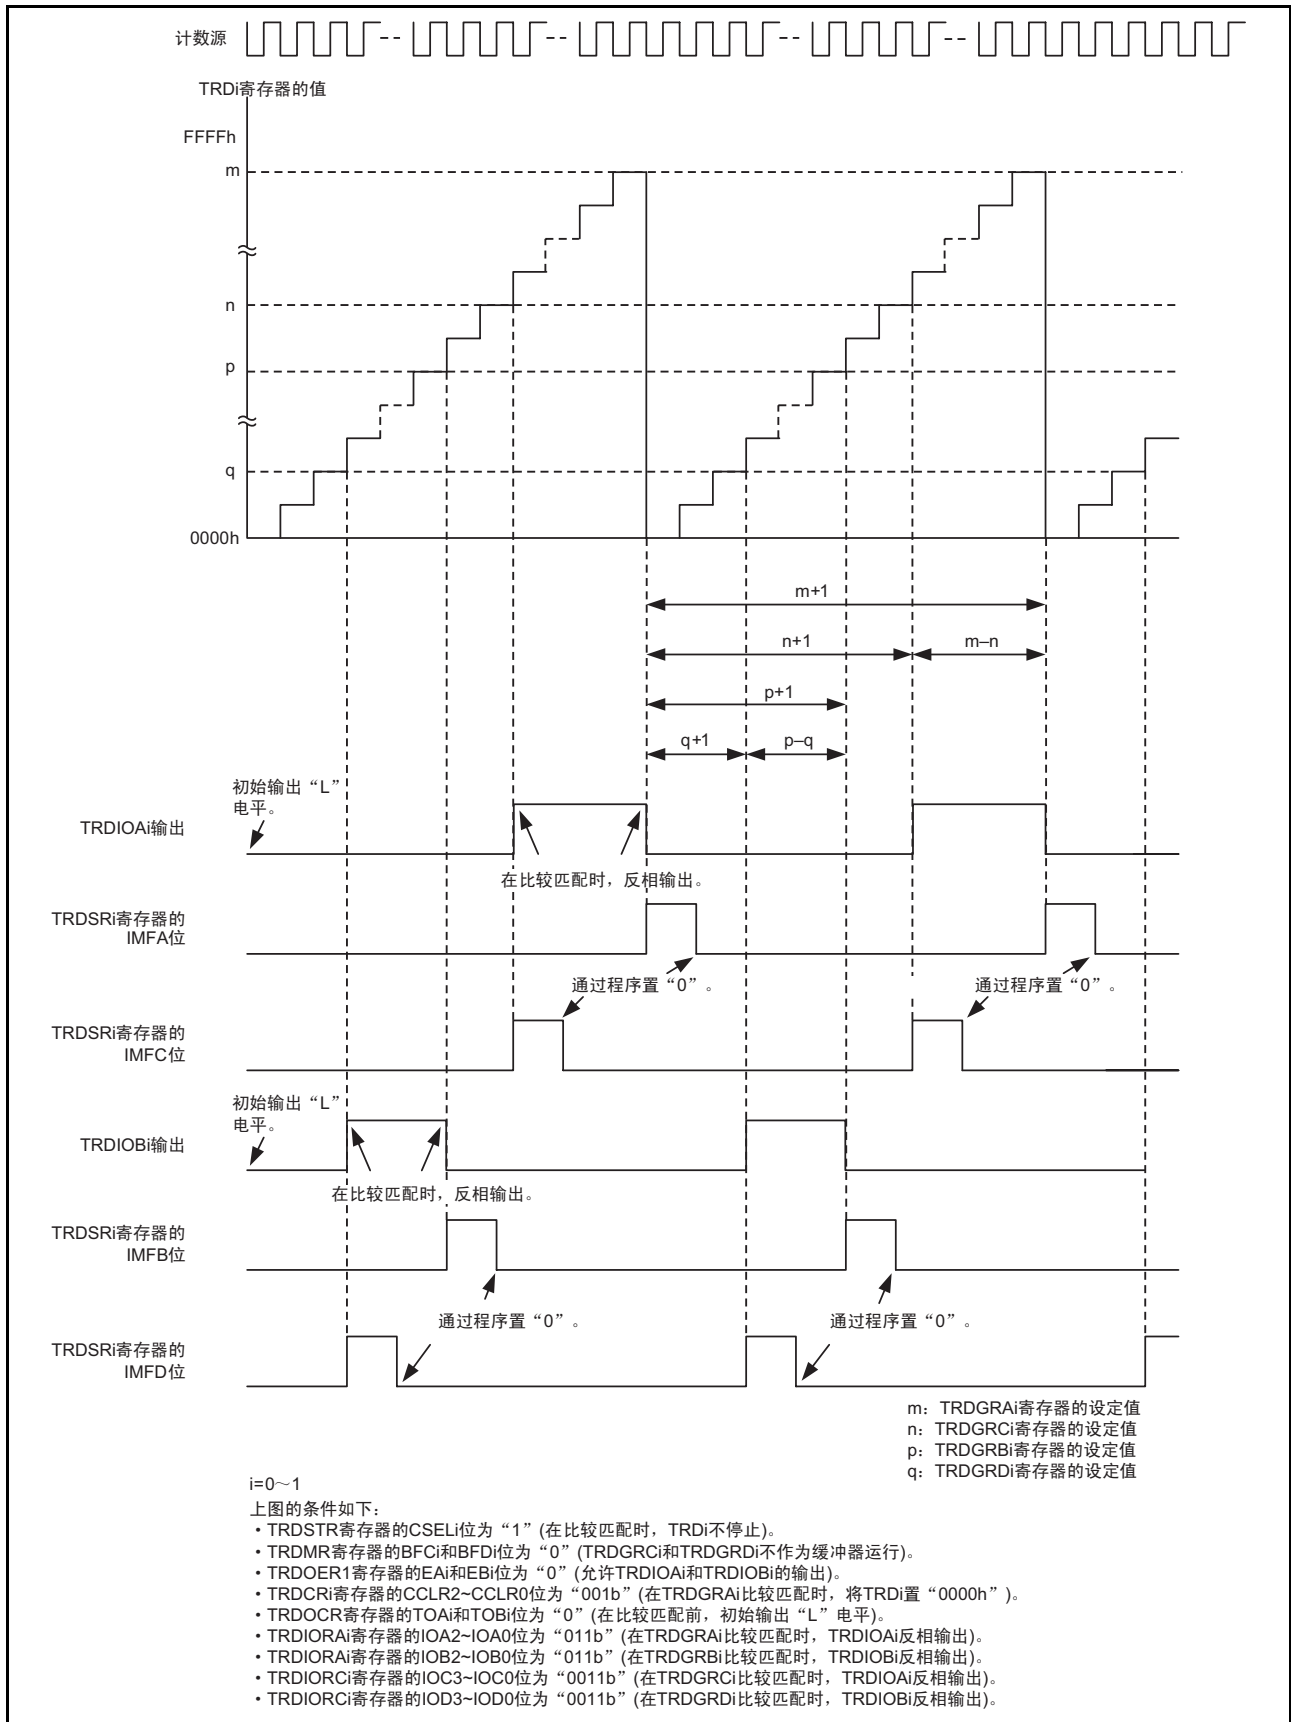 计数源
TRDi寄存器的值
FFFFh
m
n
p
q
0000h
m+1
n+1
m–n
p+1
q+1
p–q
初始输出“L”
电平。
TRDIOAi输出
在比较匹配时，反相输出。
TRDSRi寄存器的
IMFA位
通过程序置“0”。
通过程序置“0”。
TRDSRi寄存器的
IMFC位
初始输出“L”
电平。
TRDIOBi输出
在比较匹配时，反相输出。
TRDSRi寄存器的
IMFB位
通过程序置“0”。
通过程序置“0”。
TRDSRi寄存器的
IMFD位
m：TRDGRAi寄存器的设定值
n：TRDGRCi寄存器的设定值
p：TRDGRBi寄存器的设定值
q：TRDGRDi寄存器的设定值
i=0～1
上图的条件如下：
・TRDSTR寄存器的CSELi位为“1”(在比较匹配时，TRDi不停止)。
・TRDMR寄存器的BFCi和BFDi位为“0”(TRDGRCi和TRDGRDi不作为缓冲器运行)。
・TRDOER1寄存器的EAi和EBi位为“0”(允许TRDIOAi和TRDIOBi的输出)。
・TRDCRi寄存器的CCLR2~CCLR0位为“001b”(在TRDGRAi比较匹配时，将TRDi置“0000h”)。
・TRDOCR寄存器的TOAi和TOBi位为“0”(在比较匹配前，初始输出“L”电平)。
・TRDIORAi寄存器的IOA2~IOA0位为“011b”(在TRDGRAi比较匹配时，TRDIOAi反相输出)。
・TRDIORAi寄存器的IOB2~IOB0位为“011b”(在TRDGRBi比较匹配时，TRDIOBi反相输出)。
・TRDIORCi寄存器的IOC3~IOC0位为“0011b”(在TRDGRCi比较匹配时，TRDIOAi反相输出)。
・TRDIORCi寄存器的IOD3~IOD0位为“0011b”(在TRDGRDi比较匹配时，TRDIOBi反相输出)。